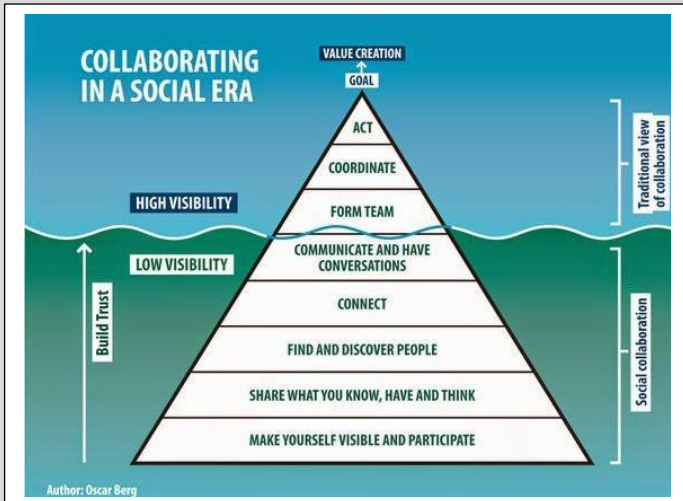 COLLABORATING
IN A SOCIAL ERA
VALUE CREATION
GOAL
ACT
COORDINATE
FORM TEAM
HIGH VISIBILITY
LOW VISIBILITY
COMMUNICATE AND HAVE
CONVERSATIONS
CONNECT
FIND AND DISCOVER PEOPLE
SHARE WHAT YOU KNOW, HAVE AND THINK
MAKE YOURSELF VISIBLE AND PARTICIPATE
Build Trust
Traditional view
of collaboration
Social collaboration
Author: Oscar Berg